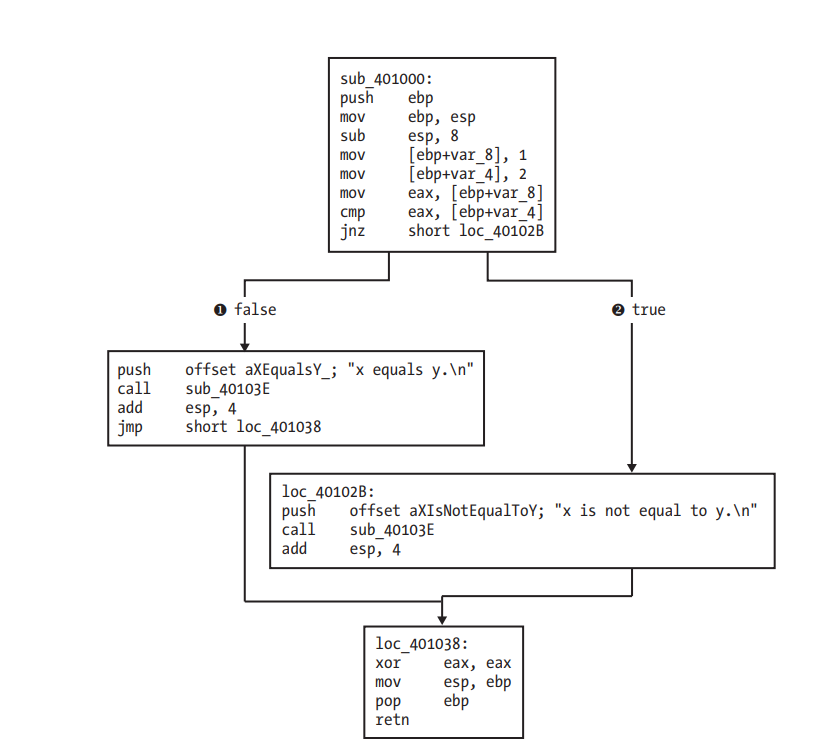 sub_401000:
push ebp
mov ebp, esp
sub esp, 8
mov [ebp+var_8], 1
mov [ebp+var_4], 2
mov eax, [ebp+var_8]
cmp eax, [ebp+var_4]
jnz short loc_40102B
❶ false
❷ true
push offset aXEqualsY_; "x equals y.\n"
call sub_40103E
add esp, 4
jmp short loc_401038
loc_40102B:
push offset aXIsNotEqualToY; "x is not equal to y.\n"
call sub_40103E
add esp, 4
loc_401038:
xor eax, eax
mov esp, ebp
pop ebp
retn